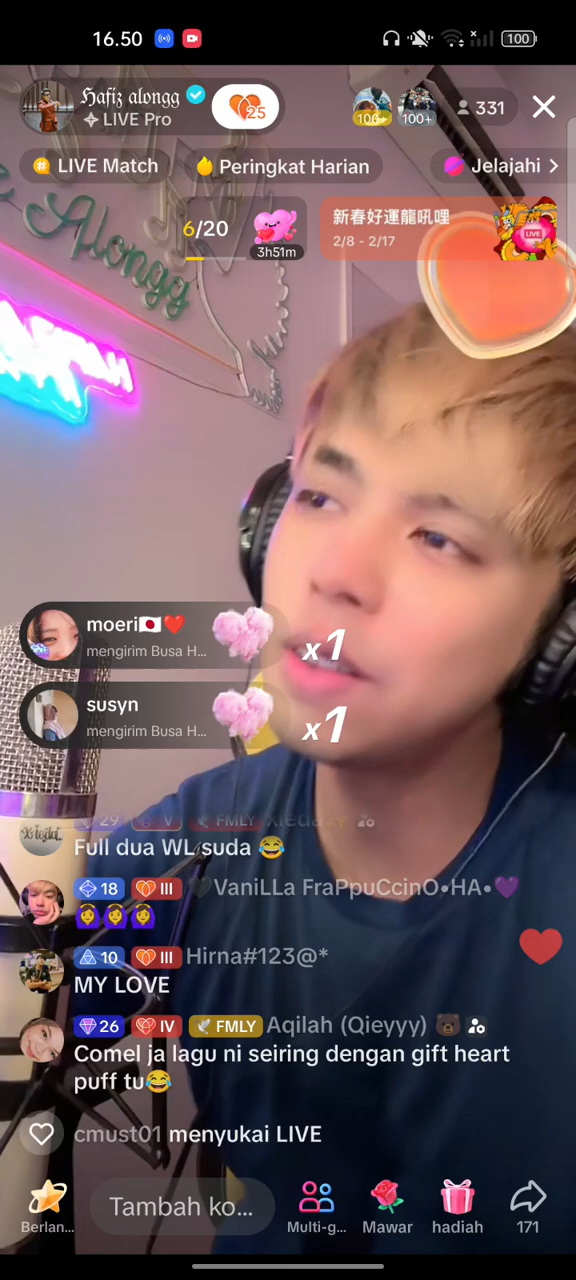 16.50
100
Hafiz alongg
LIVE Pro
25
100+
100+
331
LIVE Match
Peringkat Harian
Jelajahi
Alongg
6/20
3h51m
新春好運龍吼哩
2/8 - 2/17
LIVE
moeri🇯🇵❤️
mengirim Busa H...
x1
susyn
mengirim Busa H...
x1
29 V FMLY
Full dua WL suda 😂
18 III 🖤VaniLLa FraPpuCcinO•HA•💜
🙆‍♀️🙆‍♀️🙆‍♀️
10 III Hirna#123@*
MY LOVE
26 IV FMLY Aqilah (Qieyyy) 🐻
Comel ja lagu ni seiring dengan gift heart
puff tu😂
cmust01 menyukai LIVE
Berlan...
Tambah ko...
Multi-g...
Mawar
hadiah
171